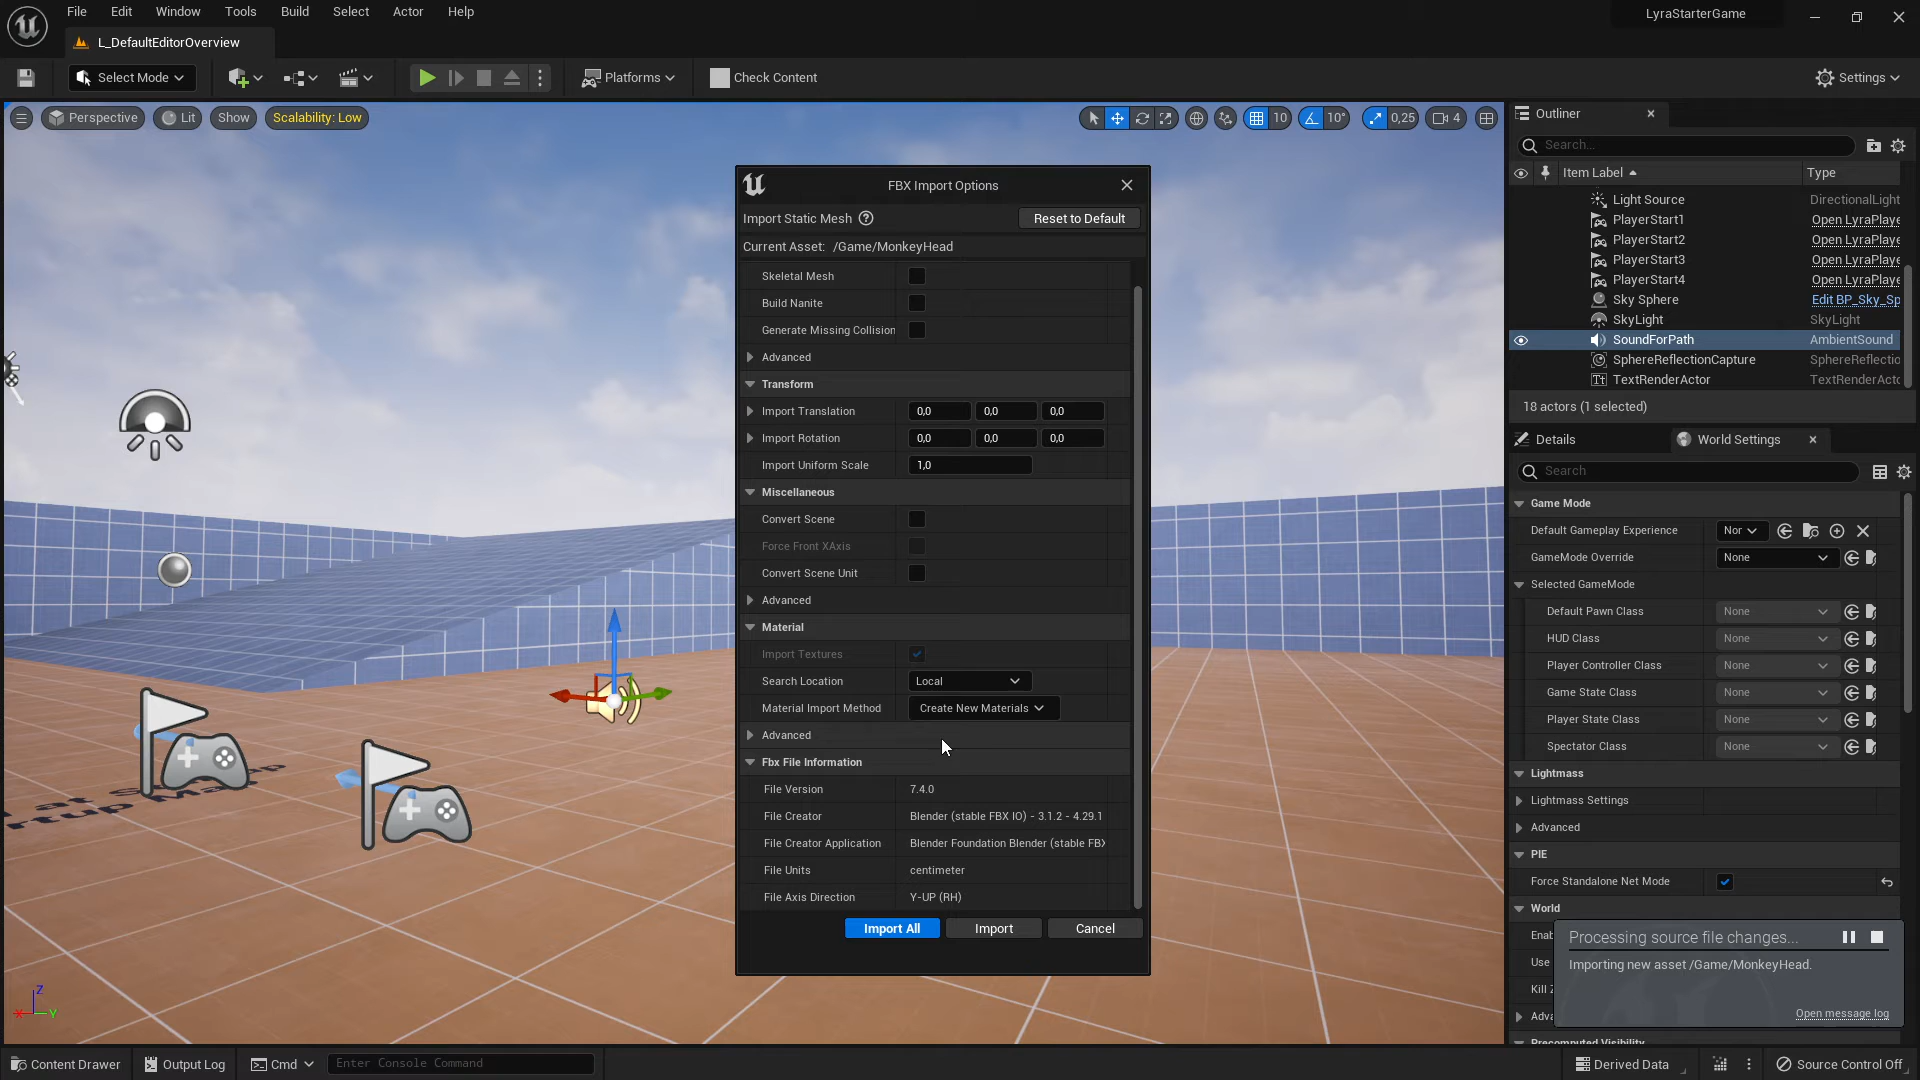 File Edit Window Tools Build Select Actor Help
LyraStarterGame
L_DefaultEditorOverview
Select Mode
Platforms
Check Content
Settings
Perspective
Lit
Show
Scalability: Low
10
10°
0,25
4
FBX Import Options
Import Static Mesh
Reset to Default
Current Asset: /Game/MonkeyHead
Skeletal Mesh
Build Nanite
Generate Missing Collision
Advanced
Transform
Import Translation 0,0 0,0 0,0
Import Rotation 0,0 0,0 0,0
Import Uniform Scale 1,0
Miscellaneous
Convert Scene
Force Front XAxis
Convert Scene Unit
Advanced
Material
Import Textures
Search Location Local
Material Import Method Create New Materials
Advanced
Fbx File Information
File Version 7.4.0
File Creator Blender (stable FBX IO) - 3.1.2 - 4.29.1
File Creator Application Blender Foundation Blender (stable FBX
File Units centimeter
File Axis Direction Y-UP (RH)
Import All Import Cancel
Outliner
Search...
Item Label Type
Light Source DirectionalLight
PlayerStart1 Open LyraPlaye
PlayerStart2 Open LyraPlaye
PlayerStart3 Open LyraPlaye
PlayerStart4 Open LyraPlaye
Sky Sphere Edit BP_Sky_Sp
SkyLight SkyLight
SoundForPath AmbientSound
SphereReflectionCapture SphereReflectio
TextRenderActor TextRenderActo
18 actors (1 selected)
Details
World Settings
Search
Game Mode
Default Gameplay Experience Nor
GameMode Override None
Selected GameMode
Default Pawn Class None
HUD Class None
Player Controller Class None
Game State Class None
Player State Class None
Spectator Class None
Lightmass
Lightmass Settings
Advanced
PIE
Force Standalone Net Mode
World
Enab
Use
Kill Z
Adva
Precomputed Visibility
Processing source file changes...
Importing new asset /Game/MonkeyHead.
Open message log
Z
X
Y
Content Drawer
Output Log
Cmd
Enter Console Command
Derived Data
Source Control Off